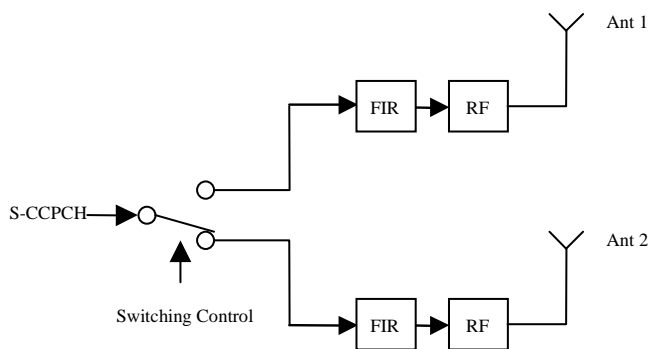 Ant 1
FIR
RF
S-CCPCH
Ant 2
Switching Control
FIR
RF